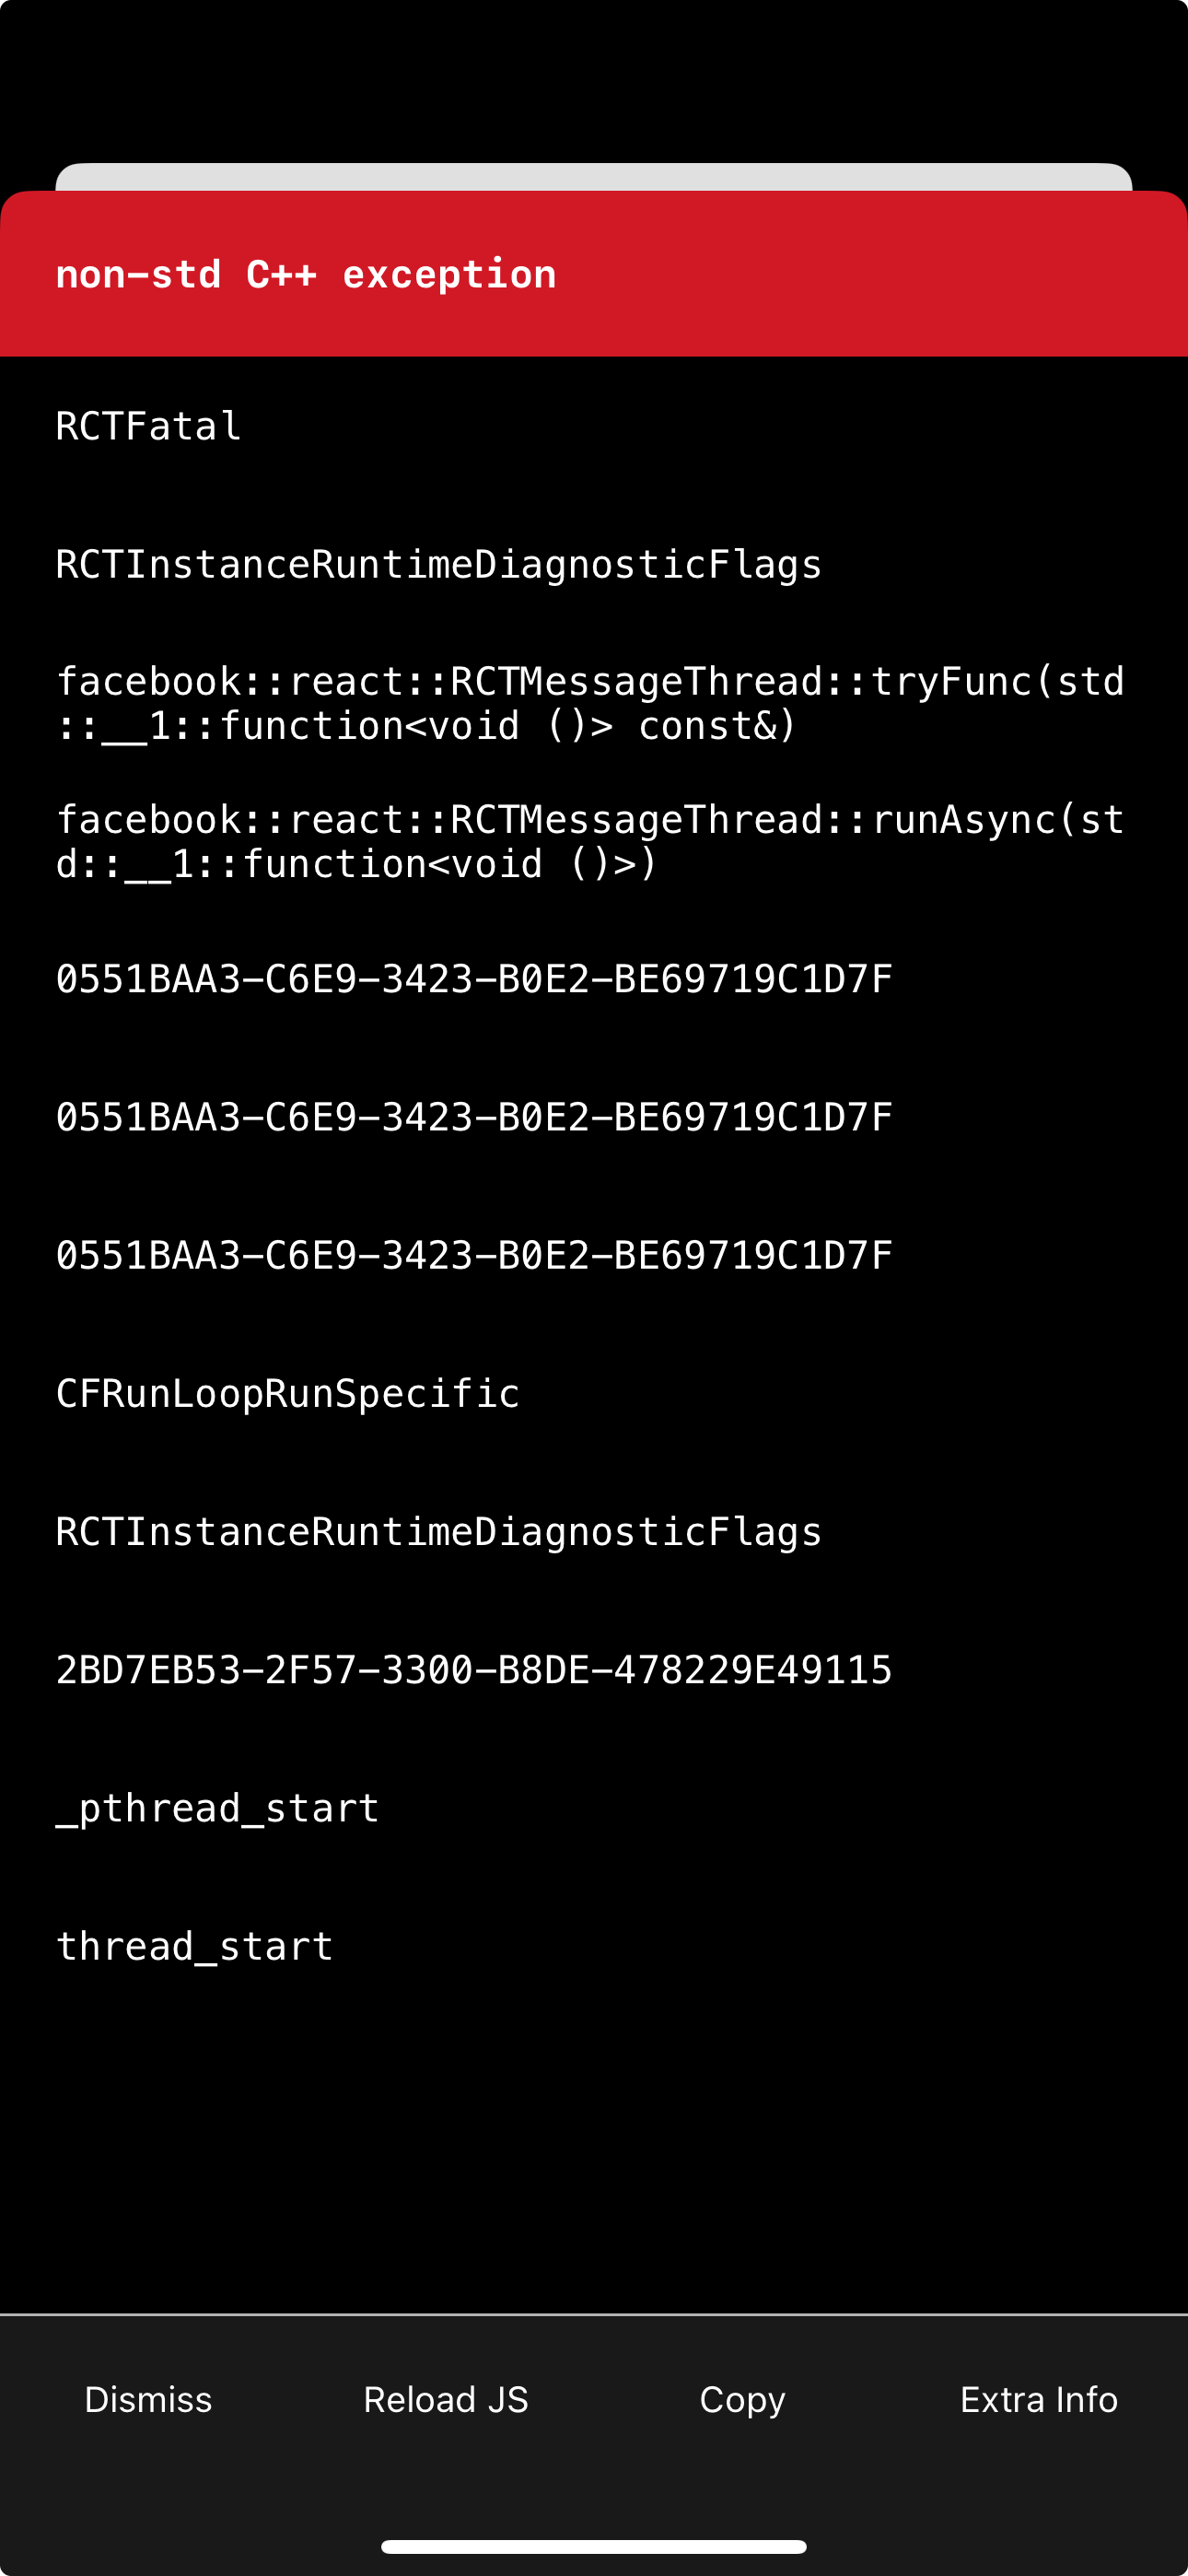 non-std C++ exception
RCTFatal
RCTInstanceRuntimeDiagnosticFlags
facebook::react::RCTMessageThread::tryFunc(std
::__1::function<void ()> const&)
facebook::react::RCTMessageThread::runAsync(st
d::__1::function<void ()>)
0551BAA3-C6E9-3423-B0E2-BE69719C1D7F
0551BAA3-C6E9-3423-B0E2-BE69719C1D7F
0551BAA3-C6E9-3423-B0E2-BE69719C1D7F
CFRunLoopRunSpecific
RCTInstanceRuntimeDiagnosticFlags
2BD7EB53-2F57-3300-B8DE-478229E49115
_pthread_start
thread_start
Dismiss Reload JS Copy Extra Info